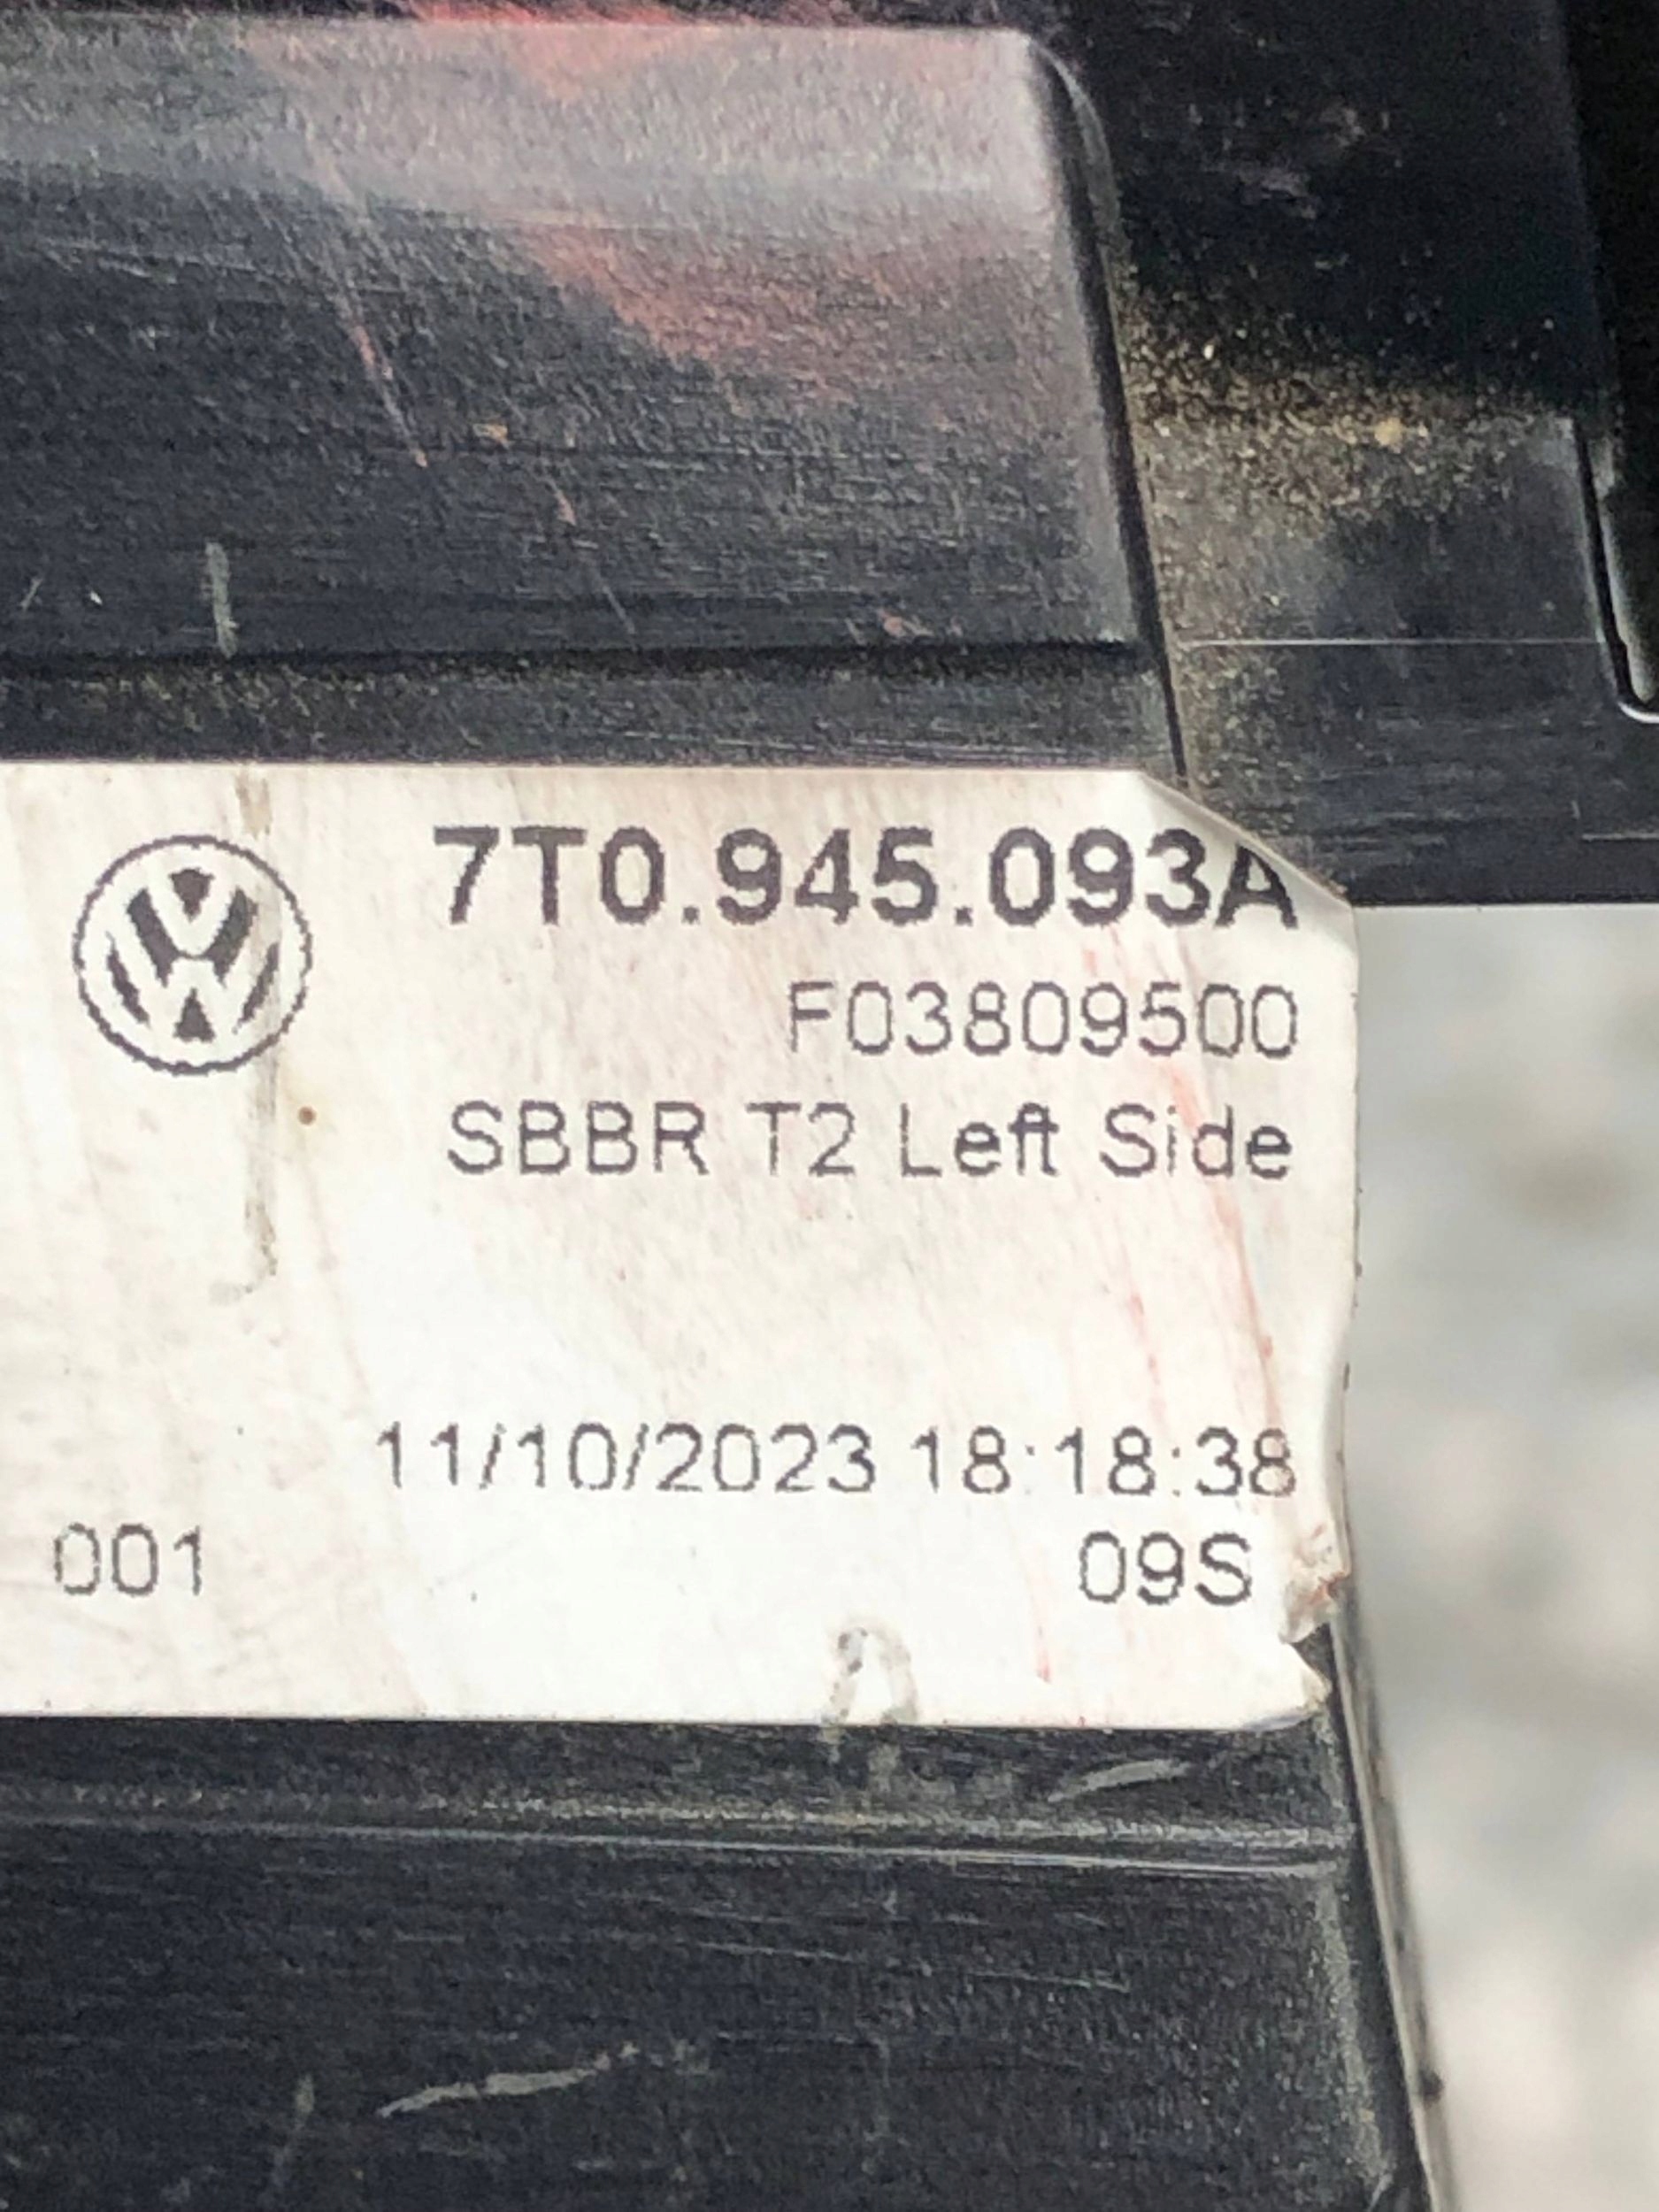 7T0.945.093A
F03809500
SBBR T2 Left Side
11/10/2023 18:18:38
001 09S